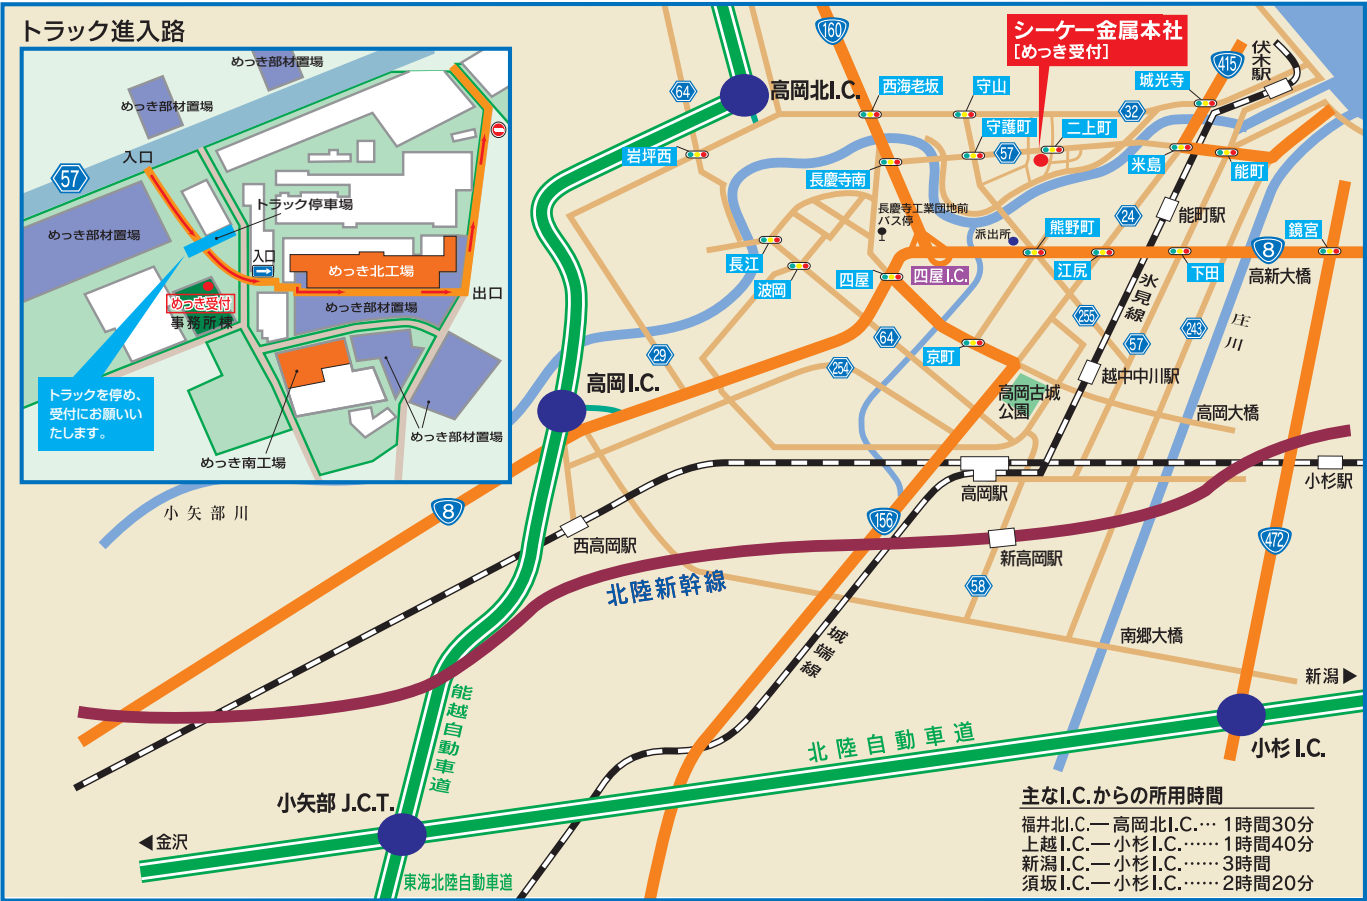 トラック進入路
めっき部材置場
めっき部材置場
入口
57
トラック停車場
めっき部材置場
入口
めっき北工場
めっき受付
事務所棟
めっき部材置場
出口
トラックを停め、
受付にお願いい
たします。
めっき部材置場
めっき南工場
160
シーケー金属本社
[めっき受付]
415
伏木駅
64
高岡北I.C.
西海老坂
守山
城光寺
32
岩坪西
長慶寺南
守護町
57
二上町
米島
能町
長慶寺工業団地前
バス停
派出所
24
能町駅
熊野町
鏡宮
長江
波岡
四屋
四屋I.C.
江尻
下田
8
高新大橋
氷見線
庄川
255
57
243
64
京町
29
254
高岡I.C.
高岡古城
公園
越中中川駅
高岡大橋
小矢部川
8
西高岡駅
高岡駅
小杉駅
156
新高岡駅
472
北陸新幹線
58
城端線
南郷大橋
新潟▶
能越自動車道
北陸自動車道
小杉 I.C.
小矢部 J.C.T.
◀金沢
東海北陸自動車道
主なI.C.からの所用時間
福井北I.C.―高岡北I.C.… 1時間30分
上越I.C.―小杉I.C.…… 1時間40分
新潟I.C.―小杉I.C.…… 3時間
須坂I.C.―小杉I.C.…… 2時間20分